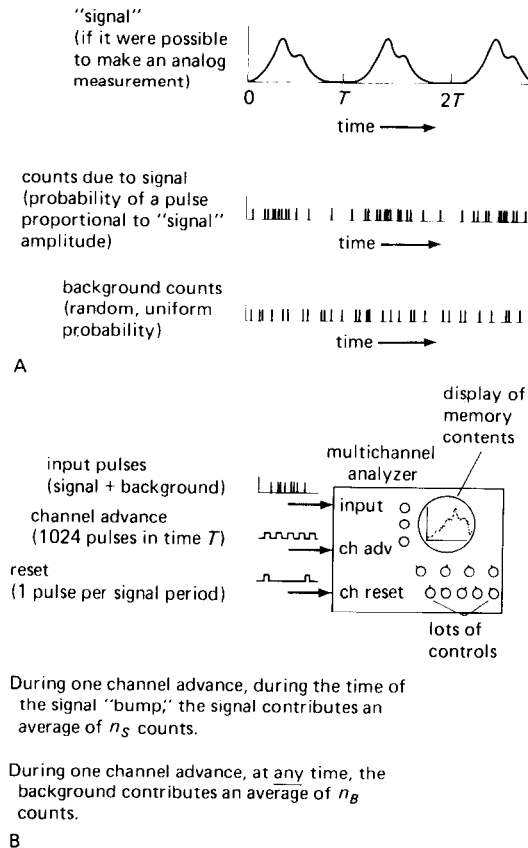 “signal”
(if it were possible
to make an analog
measurement)
0
T
2T
time
counts due to signal
(probability of a pulse
proportional to “signal”
amplitude)
time
background counts
(random, uniform
probability)
time
A
display of
memory
contents
multichannel
analyzer
input pulses
(signal + background)
input
channel advance
(1024 pulses in time T)
ch adv
reset
(1 pulse per signal period)
ch reset
lots of
controls
During one channel advance, during the time of
the signal “bump,” the signal contributes an
average of nS counts.
During one channel advance, at any time, the
background contributes an average of nB
counts.
B